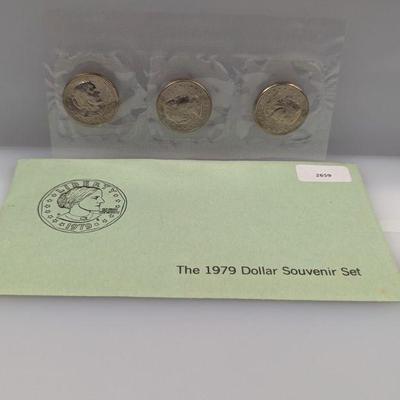 2659
LIBERTY
1979
The 1979 Dollar Souvenir Set